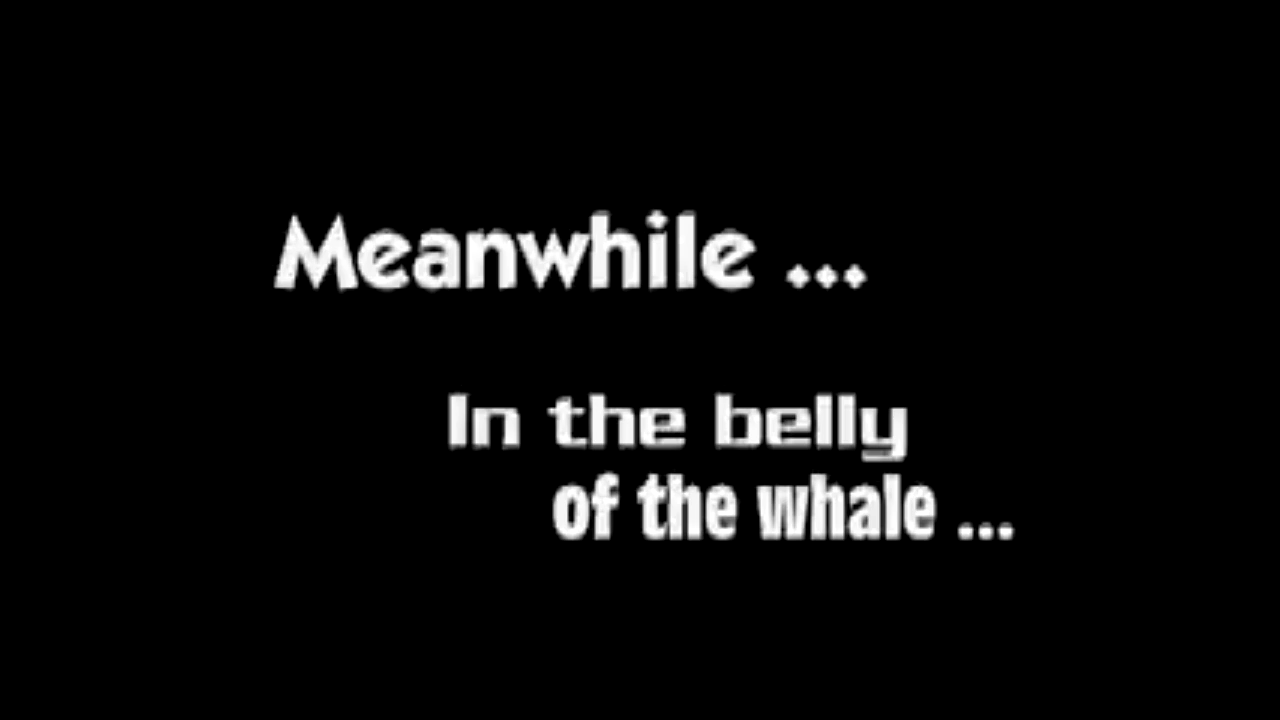 Meanwhile ...
In the belly
of the whale ...